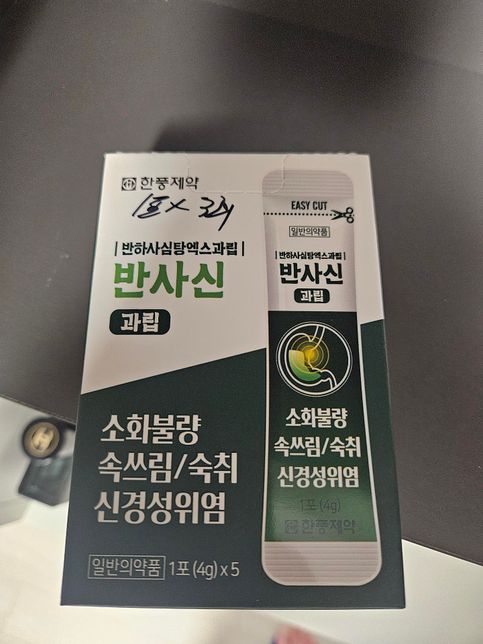 한풍제약
1포 x 3회
반하사심탕엑스과립
반사신
과립
소화불량
속쓰림/숙취
신경성위염
일반의약품 1포 (4g) x 5
EASY CUT
일반의약품
반하사심탕엑스과립
반사신
과립
소화불량
속쓰림/숙취
신경성위염
1포 (4g)
한풍제약